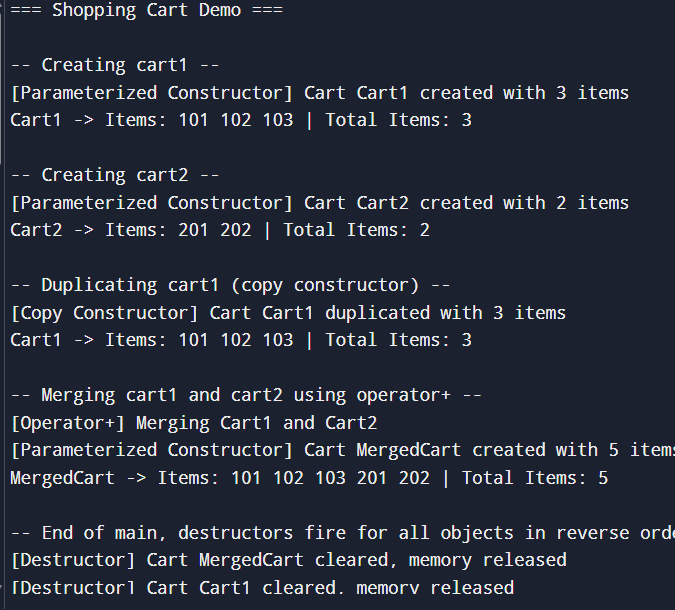 === Shopping Cart Demo ===
-- Creating cart1 --
[Parameterized Constructor] Cart Cart1 created with 3 items
Cart1 -> Items: 101 102 103 | Total Items: 3
-- Creating cart2 --
[Parameterized Constructor] Cart Cart2 created with 2 items
Cart2 -> Items: 201 202 | Total Items: 2
-- Duplicating cart1 (copy constructor) --
[Copy Constructor] Cart Cart1 duplicated with 3 items
Cart1 -> Items: 101 102 103 | Total Items: 3
-- Merging cart1 and cart2 using operator+ --
[Operator+] Merging Cart1 and Cart2
[Parameterized Constructor] Cart MergedCart created with 5 items
MergedCart -> Items: 101 102 103 201 202 | Total Items: 5
-- End of main, destructors fire for all objects in reverse orde
[Destructor] Cart MergedCart cleared, memory released
[Destructor] Cart Cart1 cleared, memory released